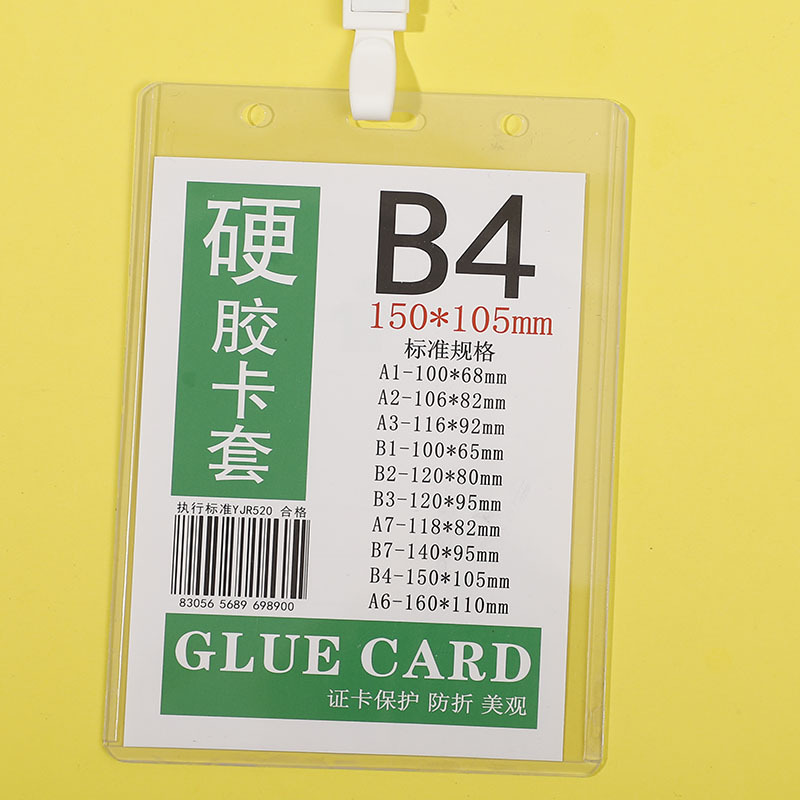 硬胶卡套
B4
150*105mm
标准规格
A1-100*68mm
A2-106*82mm
A3-116*92mm
B1-100*65mm
B2-120*80mm
B3-120*95mm
A7-118*82mm
B7-140*95mm
B4-150*105mm
A6-160*110mm
执行标准YJR520 合格
83056 5689 698900
GLUE CARD
证卡保护 防折 美观